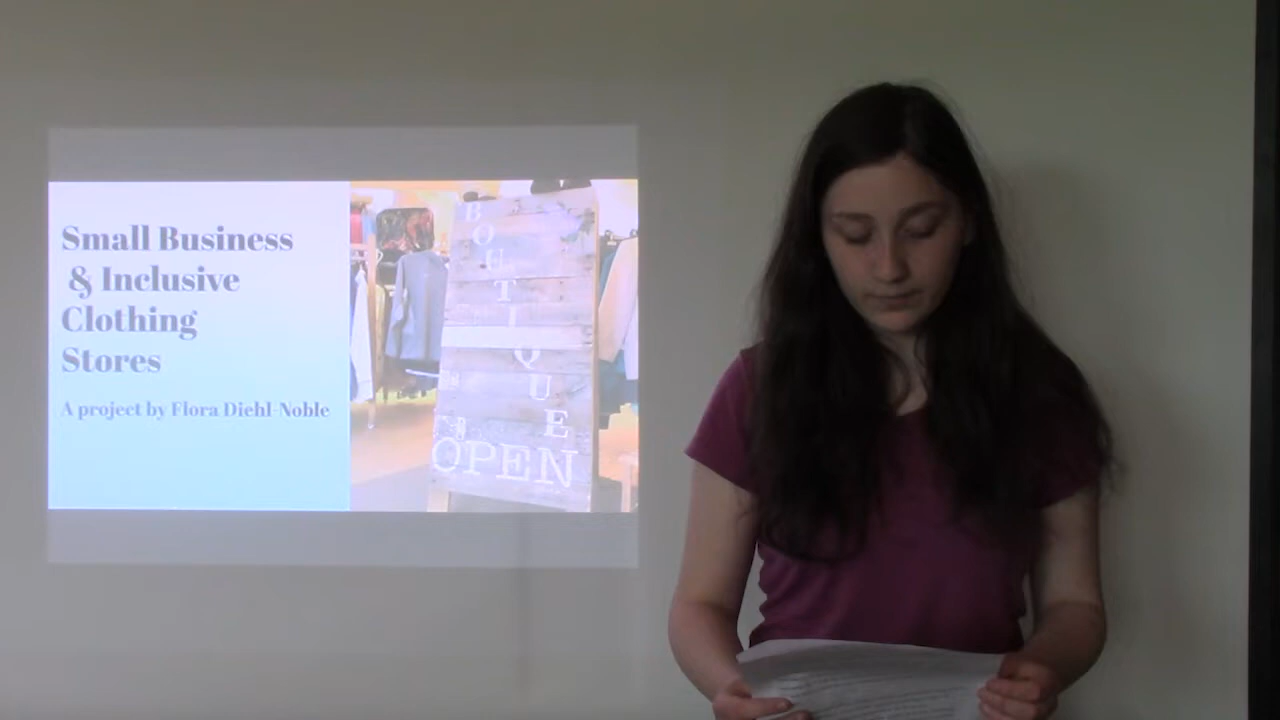 Small Business
& Inclusive
Clothing
Stores
A project by Flora Diehl-Noble
BOUTIQUE
OPEN